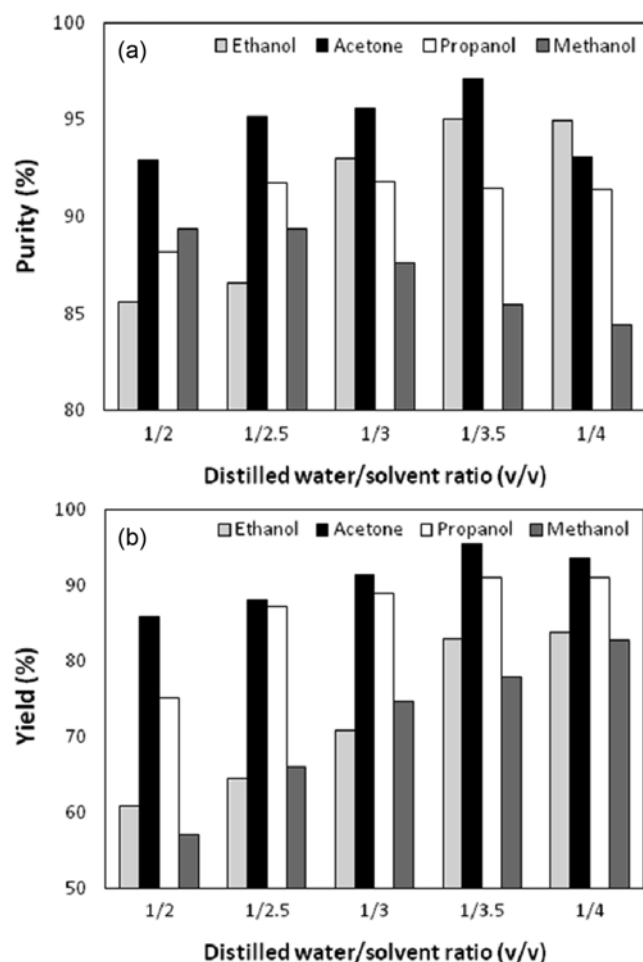 100
(a)
Ethanol Acetone Propanol Methanol
95
90
85
80
Purity (%)
1/2 1/2.5 1/3 1/3.5 1/4
Distilled water/solvent ratio (v/v)
100
(b)
Ethanol Acetone Propanol Methanol
90
80
70
60
50
Yield (%)
1/2 1/2.5 1/3 1/3.5 1/4
Distilled water/solvent ratio (v/v)